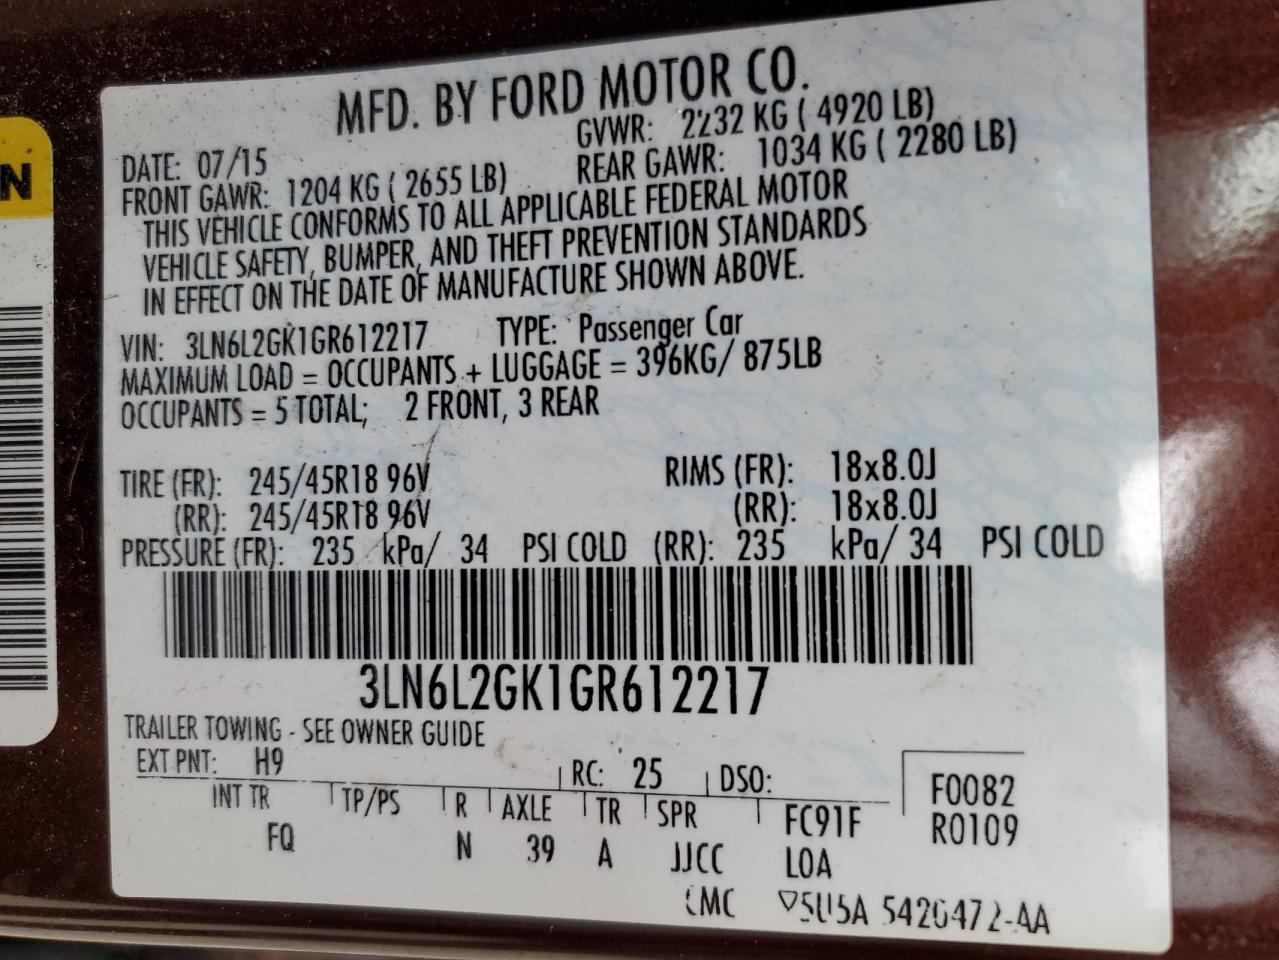 N
MFD. BY FORD MOTOR CO.
DATE: 07/15 GVWR: 2232 KG ( 4920 LB)
FRONT GAWR: 1204 KG ( 2655 LB) REAR GAWR: 1034 KG ( 2280 LB)
THIS VEHICLE CONFORMS TO ALL APPLICABLE FEDERAL MOTOR
VEHICLE SAFETY, BUMPER, AND THEFT PREVENTION STANDARDS
IN EFFECT ON THE DATE OF MANUFACTURE SHOWN ABOVE.
VIN: 3LN6L2GK1GR612217 TYPE: Passenger Car
MAXIMUM LOAD = OCCUPANTS + LUGGAGE = 396KG/ 875LB
OCCUPANTS = 5 TOTAL; 2 FRONT, 3 REAR
TIRE (FR): 245/45R18 96V RIMS (FR): 18x8.0J
(RR): 245/45R18 96V (RR): 18x8.0J
PRESSURE (FR): 235 kPa/ 34 PSI COLD (RR): 235 kPa/ 34 PSI COLD
3LN6L2GK1GR612217
TRAILER TOWING - SEE OWNER GUIDE
EXT PNT: H9 RC: 25 DSO: F0082
INT TR TP/PS R AXLE TR SPR FC91F R0109
FQ N 39 A JJCC LOA
CMC ▽5U5A 5420472-AA